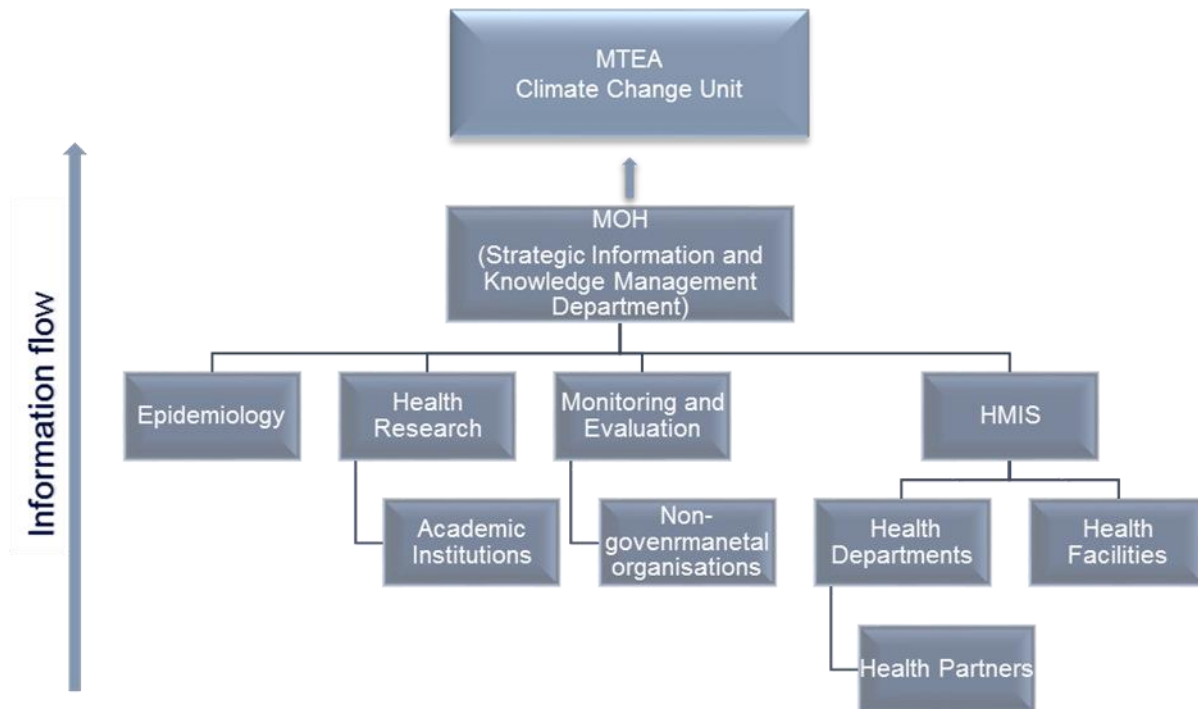 MTEA
Climate Change Unit
MOH
(Strategic Information and
Knowledge Management
Department)
Information flow
Epidemiology
Health
Research
Monitoring and
Evaluation
HMIS
Academic
Institutions
Non-
govenrmanetal
organisations
Health
Departments
Health
Facilities
Health Partners